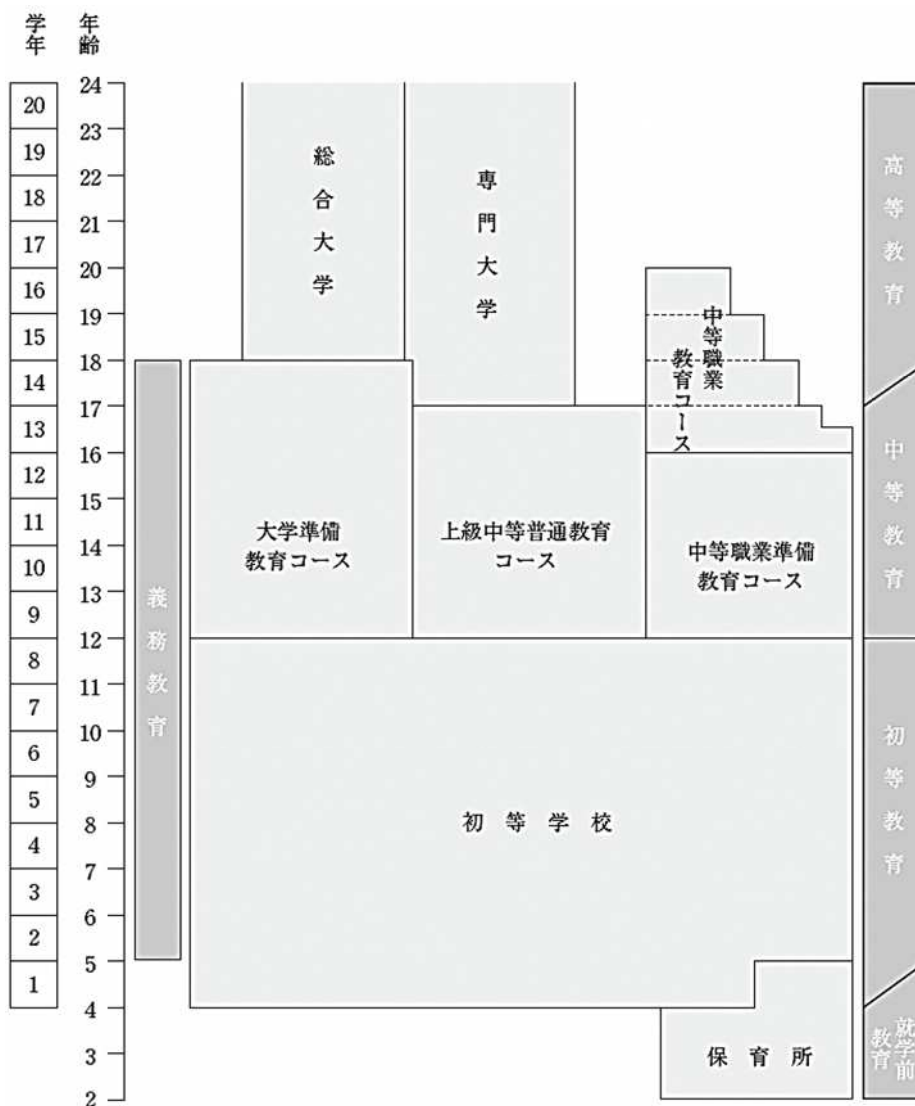 学年
年齢
24
20
23
19
22
18
21
17
20
16
19
15
18
14
17
13
16
12
15
11
14
10
13
9
12
8
11
7
10
6
9
5
8
4
7
3
6
2
5
1
4
3
2
義務教育
総合大学
専門大学
中等職業
教育コース
大学準備
教育コース
上級中等普通教育
コース
中等職業準備
教育コース
初等学校
保育所
高等教育
中等教育
初等教育
就学前
教育